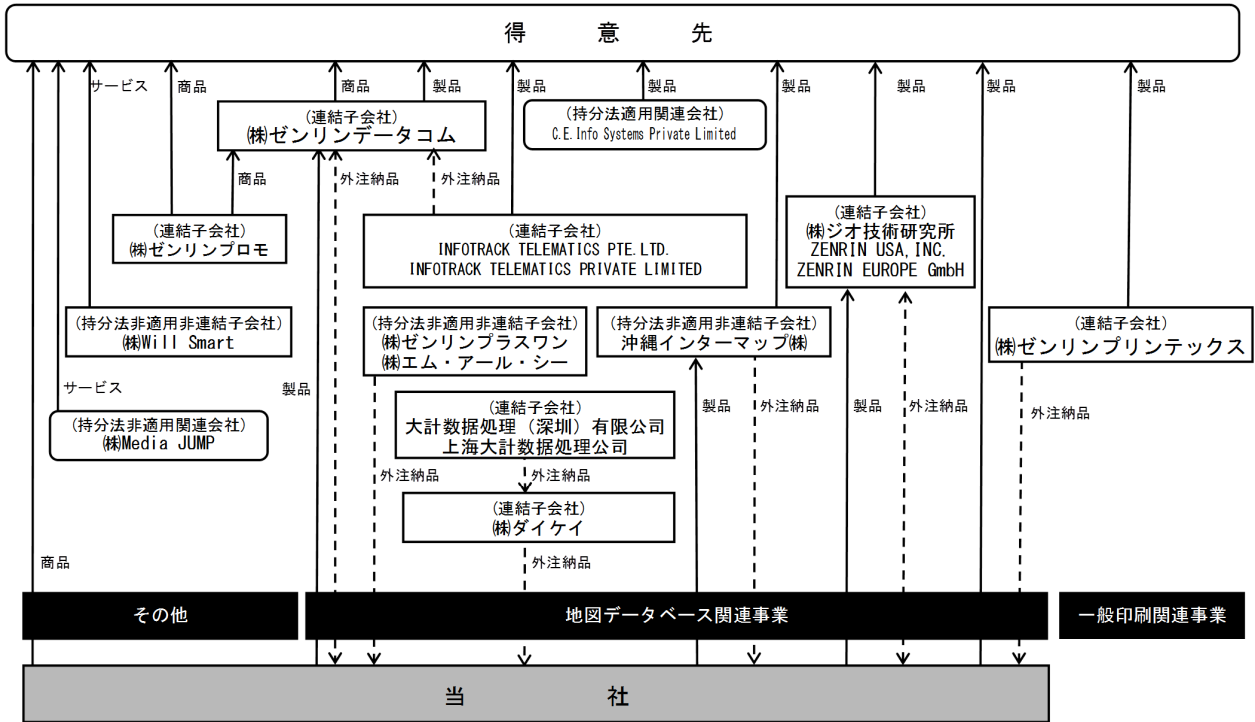 得意先
サービス
商品
商品
製品
製品
製品
製品
製品
製品
製品
(連結子会社)
㈱ゼンリンデータコム
(持分法適用関連会社)
C.E.Info Systems Private Limited
商品
外注納品
外注納品
(連結子会社)
㈱ゼンリンプロモ
(連結子会社)
INFOTRACK TELEMATICS PTE.LTD.
INFOTRACK TELEMATICS PRIVATE LIMITED
(連結子会社)
㈱ジオ技術研究所
ZENRIN USA,INC.
ZENRIN EUROPE GmbH
(持分法非適用非連結子会社)
㈱Will Smart
(持分法非適用非連結子会社)
㈱ゼンリンプラスワン
㈱エム・アール・シー
(持分法非適用非連結子会社)
沖縄インターマップ㈱
(連結子会社)
㈱ゼンリンプリンテックス
サービス
製品
(持分法非適用関連会社)
㈱Media JUMP
(連結子会社)
大計数据処理(深圳)有限公司
上海大計数据処理公司
製品
外注納品
製品
外注納品
外注納品
外注納品
外注納品
(連結子会社)
㈱ダイケイ
商品
外注納品
その他
地図データベース関連事業
一般印刷関連事業
当社